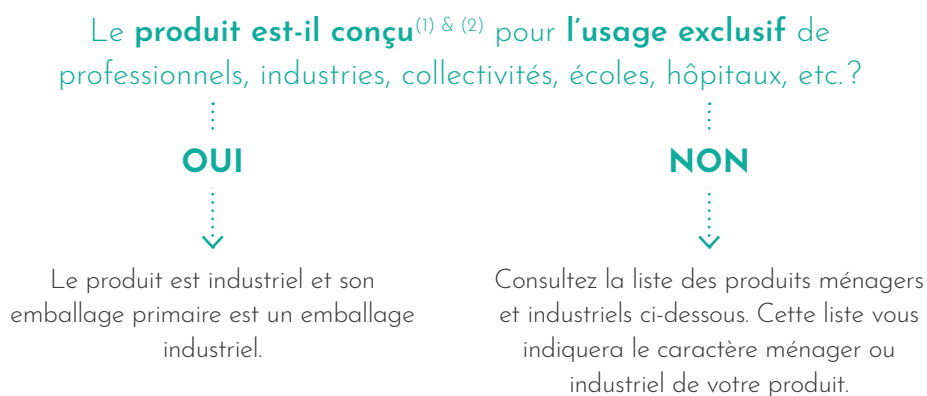 Le produit est-il conçu(1) & (2) pour l'usage exclusif de
professionnels, industries, collectivités, écoles, hôpitaux, etc. ?
OUI
Le produit est industriel et son
emballage primaire est un emballage
industriel.
NON
Consultez la liste des produits ménagers
et industriels ci-dessous. Cette liste vous
indiquera le caractère ménager ou
industriel de votre produit.